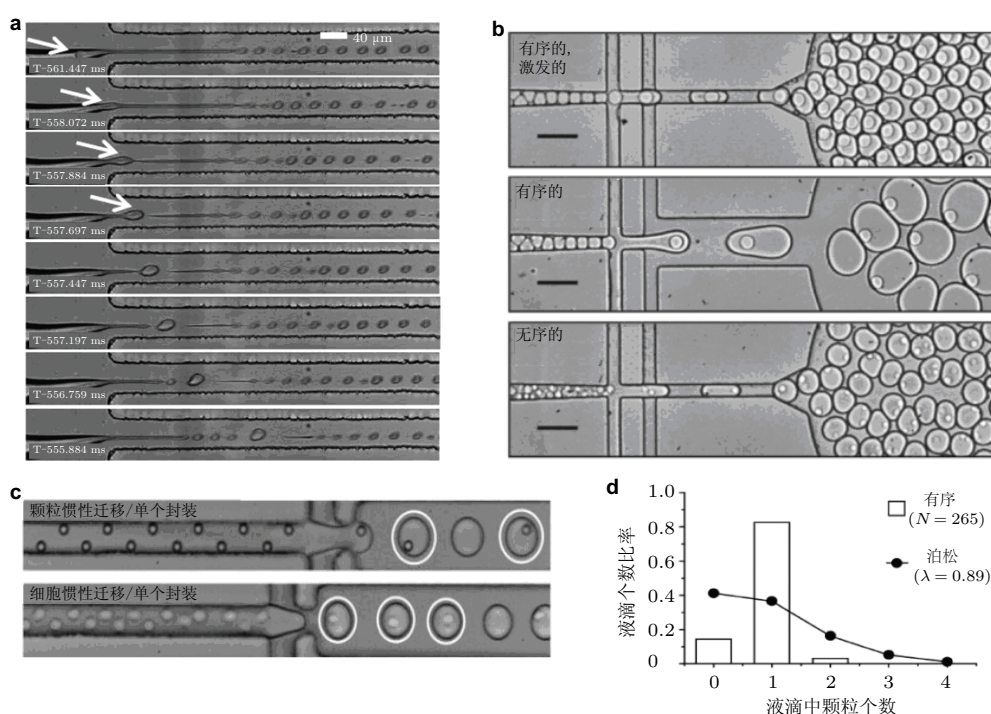 a
40 μm
T-561.447 ms
T-558.072 ms
T-557.884 ms
T-557.697 ms
T-557.447 ms
T-557.197 ms
T-556.759 ms
T-555.884 ms
b
有序的,
激发的
有序的
无序的
c
颗粒惯性迁移/单个封装
细胞惯性迁移/单个封装
d
液滴个数比率
1.0
0.8
0.6
0.4
0.2
0
0 1 2 3 4
液滴中颗粒个数
有序
(N = 265)
泊松
(λ = 0.89)